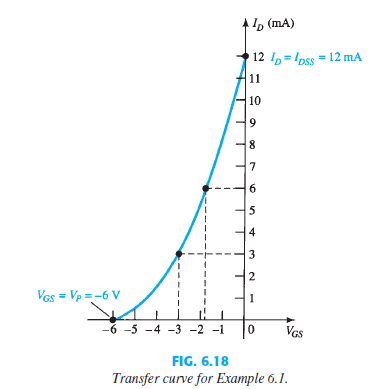 I_D (mA)
12 I_D = I_DSS = 12 mA
11
10
9
8
7
6
5
4
3
2
1
V_GS = V_P = –6 V
–6 –5 –4 –3 –2 –1 0 V_GS
FIG. 6.18
Transfer curve for Example 6.1.